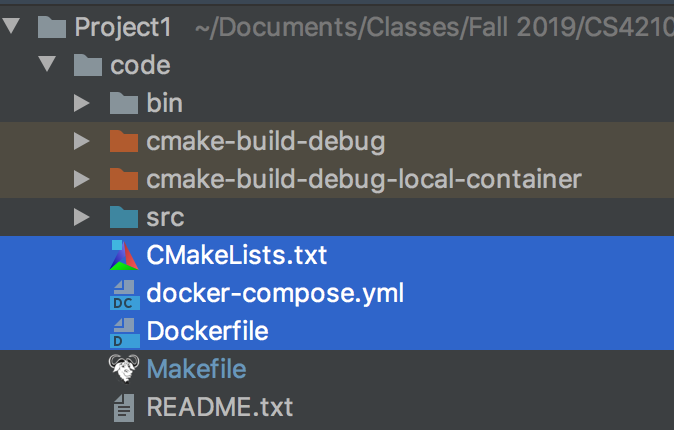 Project1 ~/Documents/Classes/Fall 2019/CS4210
code
bin
cmake-build-debug
cmake-build-debug-local-container
src
CMakeLists.txt
DC docker-compose.yml
D Dockerfile
Makefile
README.txt